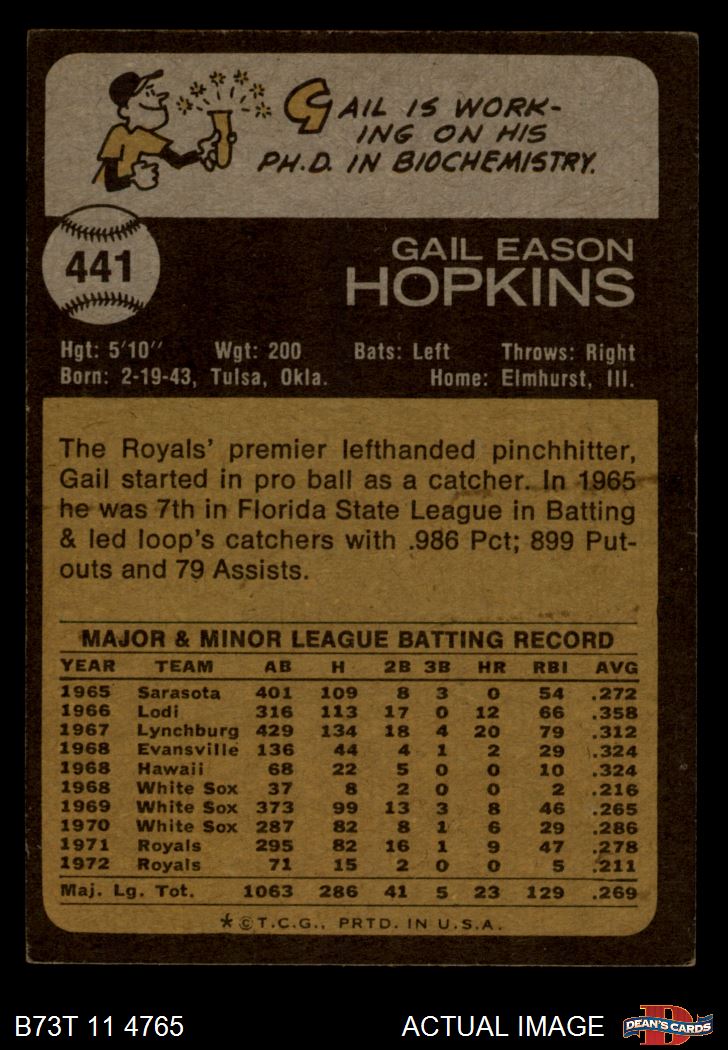 GAIL IS WORK-
ING ON HIS
PH.D. IN BIOCHEMISTRY.
441
GAIL EASON
HOPKINS
Hgt: 5'10" Wgt: 200 Bats: Left Throws: Right
Born: 2-19-43, Tulsa, Okla. Home: Elmhurst, Ill.
The Royals' premier lefthanded pinchhitter,
Gail started in pro ball as a catcher. In 1965
he was 7th in Florida State League in Batting
& led loop's catchers with .986 Pct; 899 Put-
outs and 79 Assists.
MAJOR & MINOR LEAGUE BATTING RECORD
YEAR TEAM AB H 2B 3B HR RBI AVG
1965 Sarasota 401 109 8 3 0 54 .272
1966 Lodi 316 113 17 0 12 66 .358
1967 Lynchburg 429 134 18 4 20 79 .312
1968 Evansville 136 44 4 1 2 29 .324
1968 Hawaii 68 22 5 0 0 10 .324
1968 White Sox 37 8 2 0 0 2 .216
1969 White Sox 373 99 13 3 8 46 .265
1970 White Sox 287 82 8 1 6 29 .286
1971 Royals 295 82 16 1 9 47 .278
1972 Royals 71 15 2 0 0 5 .211
Maj. Lg. Tot. 1063 286 41 5 23 129 .269
*©T.C.G., PRTD. IN U.S.A.
B73T 11 4765 ACTUAL IMAGE
D
DEAN'S CARDS